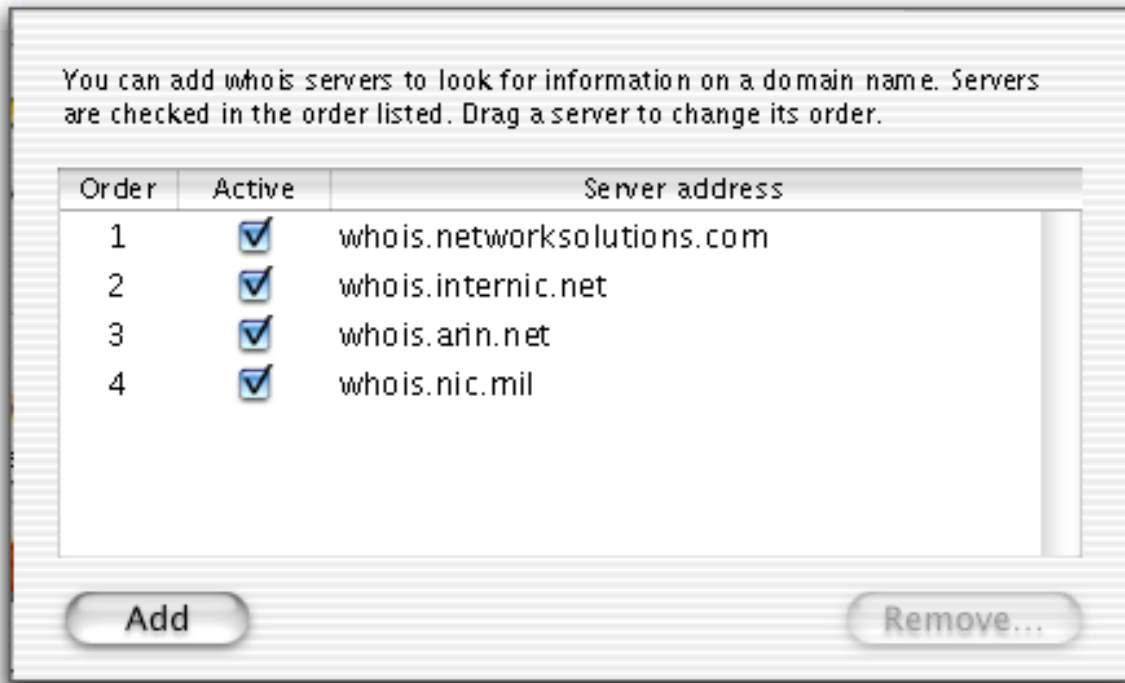 You can add whois servers to look for information on a domain name. Servers
are checked in the order listed. Drag a server to change its order.
Order Active Server address
1 whois.networksolutions.com
2 whois.internic.net
3 whois.arin.net
4 whois.nic.mil
Add Remove...